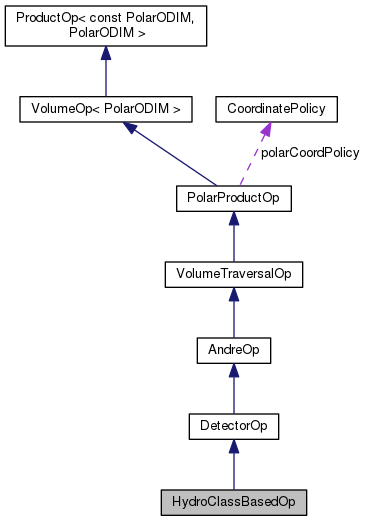 ProductOp< const PolarODIM,
PolarODIM >
VolumeOp< PolarODIM >
CoordinatePolicy
polarCoordPolicy
PolarProductOp
VolumeTraversalOp
AndreOp
DetectorOp
HydroClassBasedOp